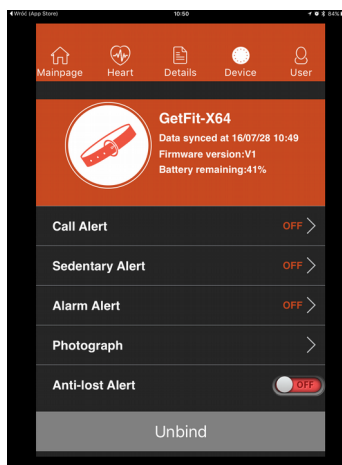 Wróć (App Store) 10:50 84%
Mainpage Heart Details Device User
GetFit-X64
Data synced at 16/07/28 10:49
Firmware version:V1
Battery remaining:41%
Call Alert OFF
Sedentary Alert OFF
Alarm Alert OFF
Photograph
Anti-lost Alert OFF
Unbind